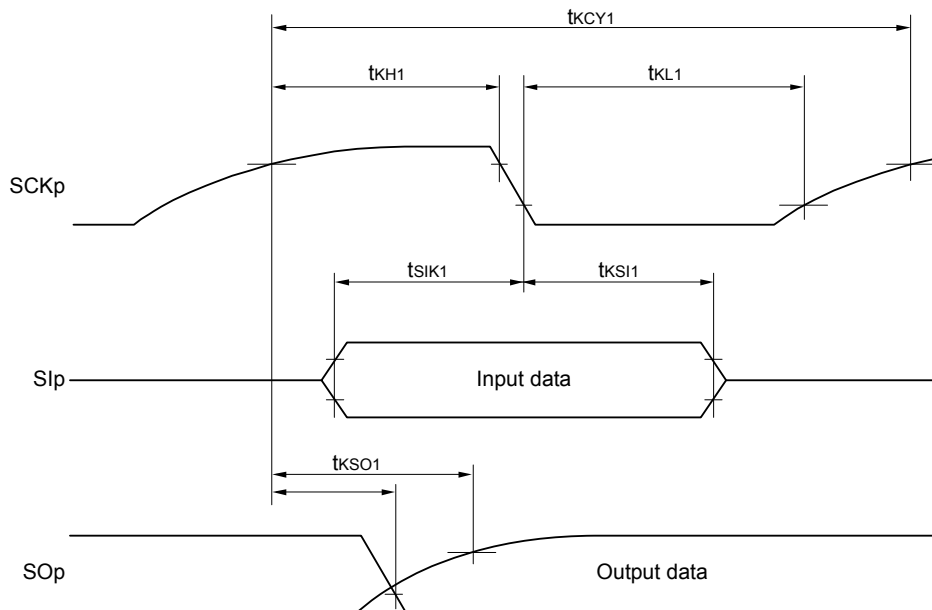 tKCY1
tKH1
tKL1
SCKp
tSIK1
tKSI1
SIp
Input data
tKSO1
SOp
Output data